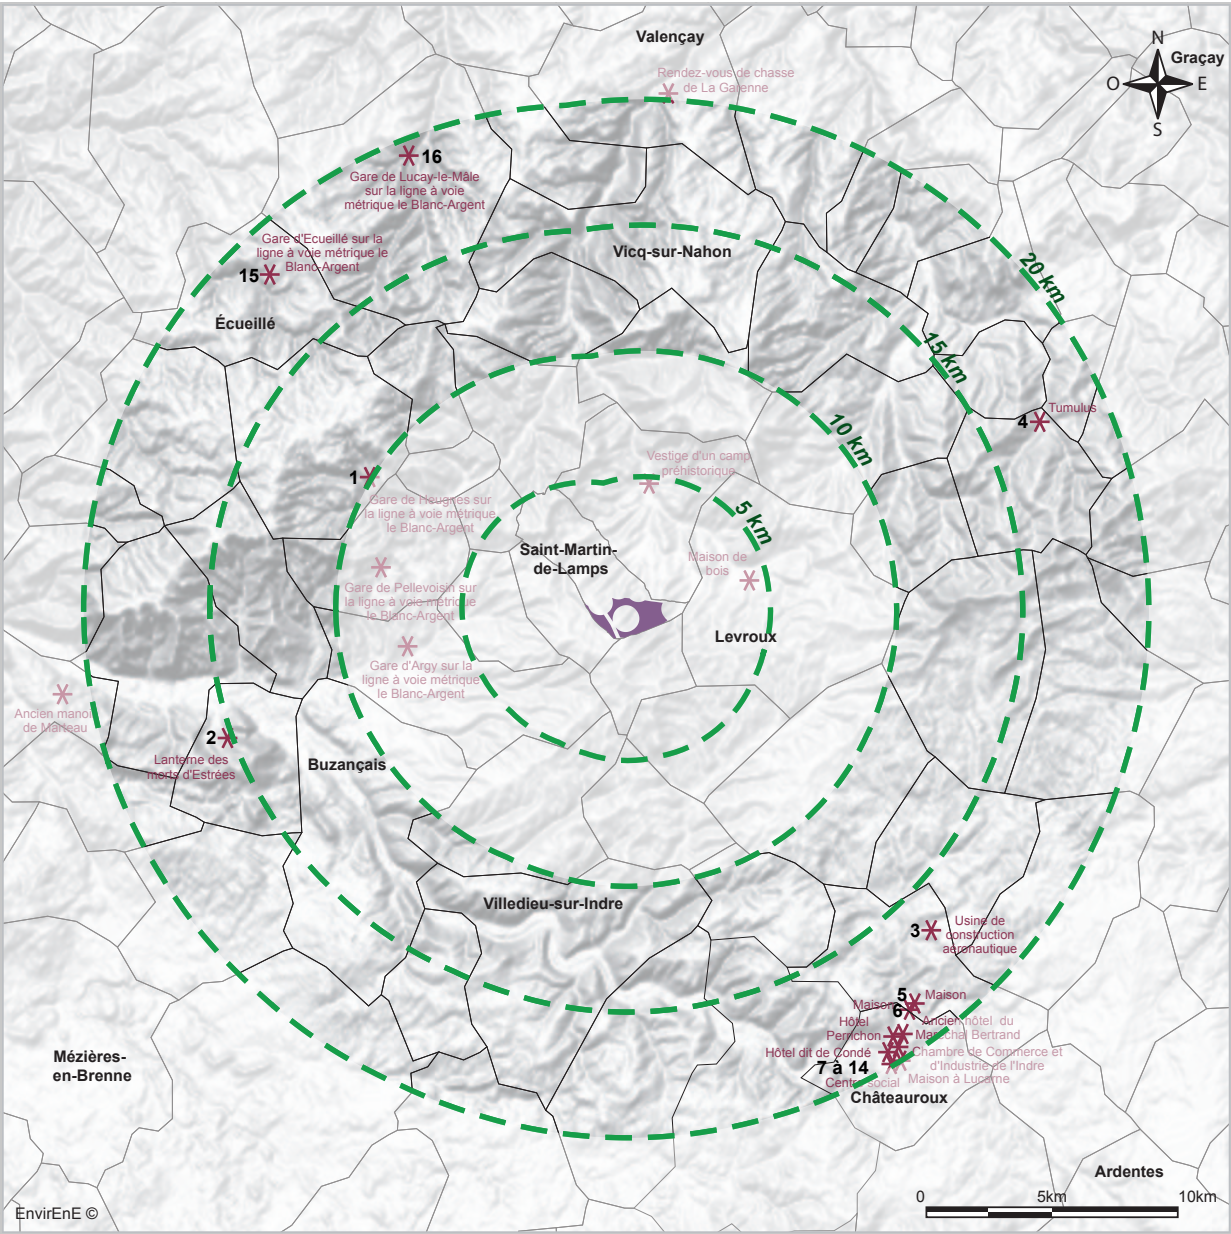 Valençay
N
Graçay
O
E
S
Rendez-vous de chasse
de La Garenne
16
Gare de Lucay-le-Mâle
sur la ligne à voie
métrique le Blanc-Argent
Gare d'Ecueillé sur la
ligne à voie métrique le
Blanc-Argent
15
Écueillé
Vicq-sur-Nahon
20 km
15 km
10 km
5 km
4
Tumulus
1
Gare de Heugnes sur
la ligne à voie métrique
le Blanc-Argent
Vestige d'un camp
préhistorique
Saint-Martin-
de-Lamps
Maison de
bois
Gare de Pellevoisin sur
la ligne à voie métrique
le Blanc-Argent
Levroux
Gare d'Argy sur la
ligne à voie métrique
le Blanc-Argent
Ancien manoir
de Marteau
2
Lanterne des
morts d'Estrées
Buzançais
Villedieu-sur-Indre
3
Usine de
construction
aéronautique
5
Maison
Maison
6
Hôtel
Perrichon
Ancien hôtel du
Maréchal Bertrand
Hôtel dit de Condé
Chambre de Commerce et
d'Industrie de l'Indre
7 à 14
Maison à Lucarne
Centre social
Châteauroux
Mézières-
en-Brenne
Ardentes
0
5km
10km
EnvirEnE ©